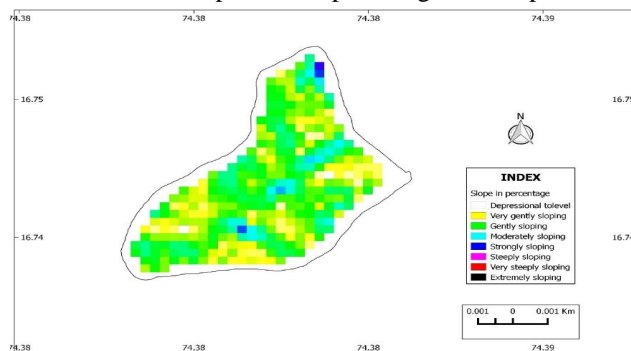 74.38 74.38 74.38 74.39
16.75 16.75
N
16.74 16.74
INDEX
Slope in percentage
Depressional tolevel
Very gently sloping
Gently sloping
Moderately sloping
Strongly sloping
Steeply sloping
Very steeply sloping
Extremely sloping
0.001 0 0.001 Km
74.38 74.38 74.39